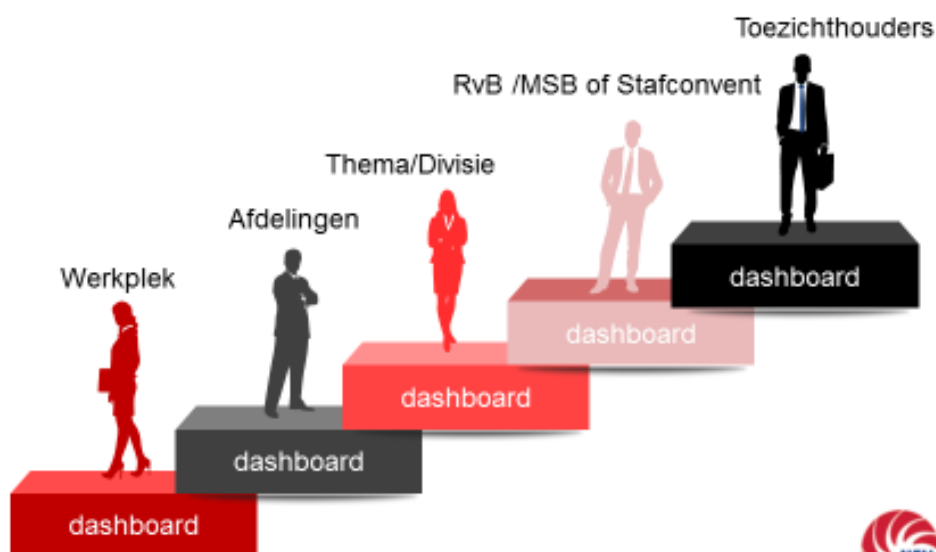 Toezichthouders
RvB /MSB of Stafconvent
Thema/Divisie
Afdelingen
Werkplek
dashboard
dashboard
dashboard
dashboard
dashboard